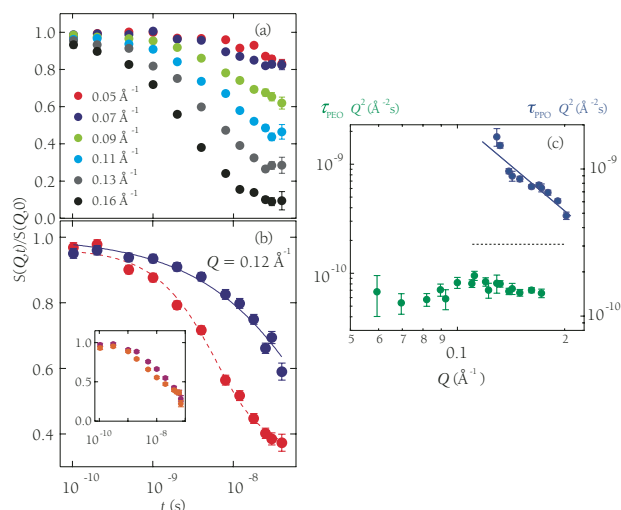 (a)
1.0
0.8
0.6
0.4
0.2
0.0
0.05 Å⁻¹
0.07 Å⁻¹
0.09 Å⁻¹
0.11 Å⁻¹
0.13 Å⁻¹
0.16 Å⁻¹
S(Q,t)/S(Q,0)
(b)
Q = 0.12 Å⁻¹
1.0
0.8
0.6
0.4
1.0
0.5
0.0
10⁻¹⁰ 10⁻⁸
10⁻¹⁰ 10⁻⁹ 10⁻⁸
t (s)
τPEO Q² (Å⁻²s) τPPO Q² (Å⁻²s)
(c)
10⁻⁹
10⁻¹⁰
10⁻⁹
10⁻¹⁰
5 6 7 8 9 0.1 2
Q (Å⁻¹)